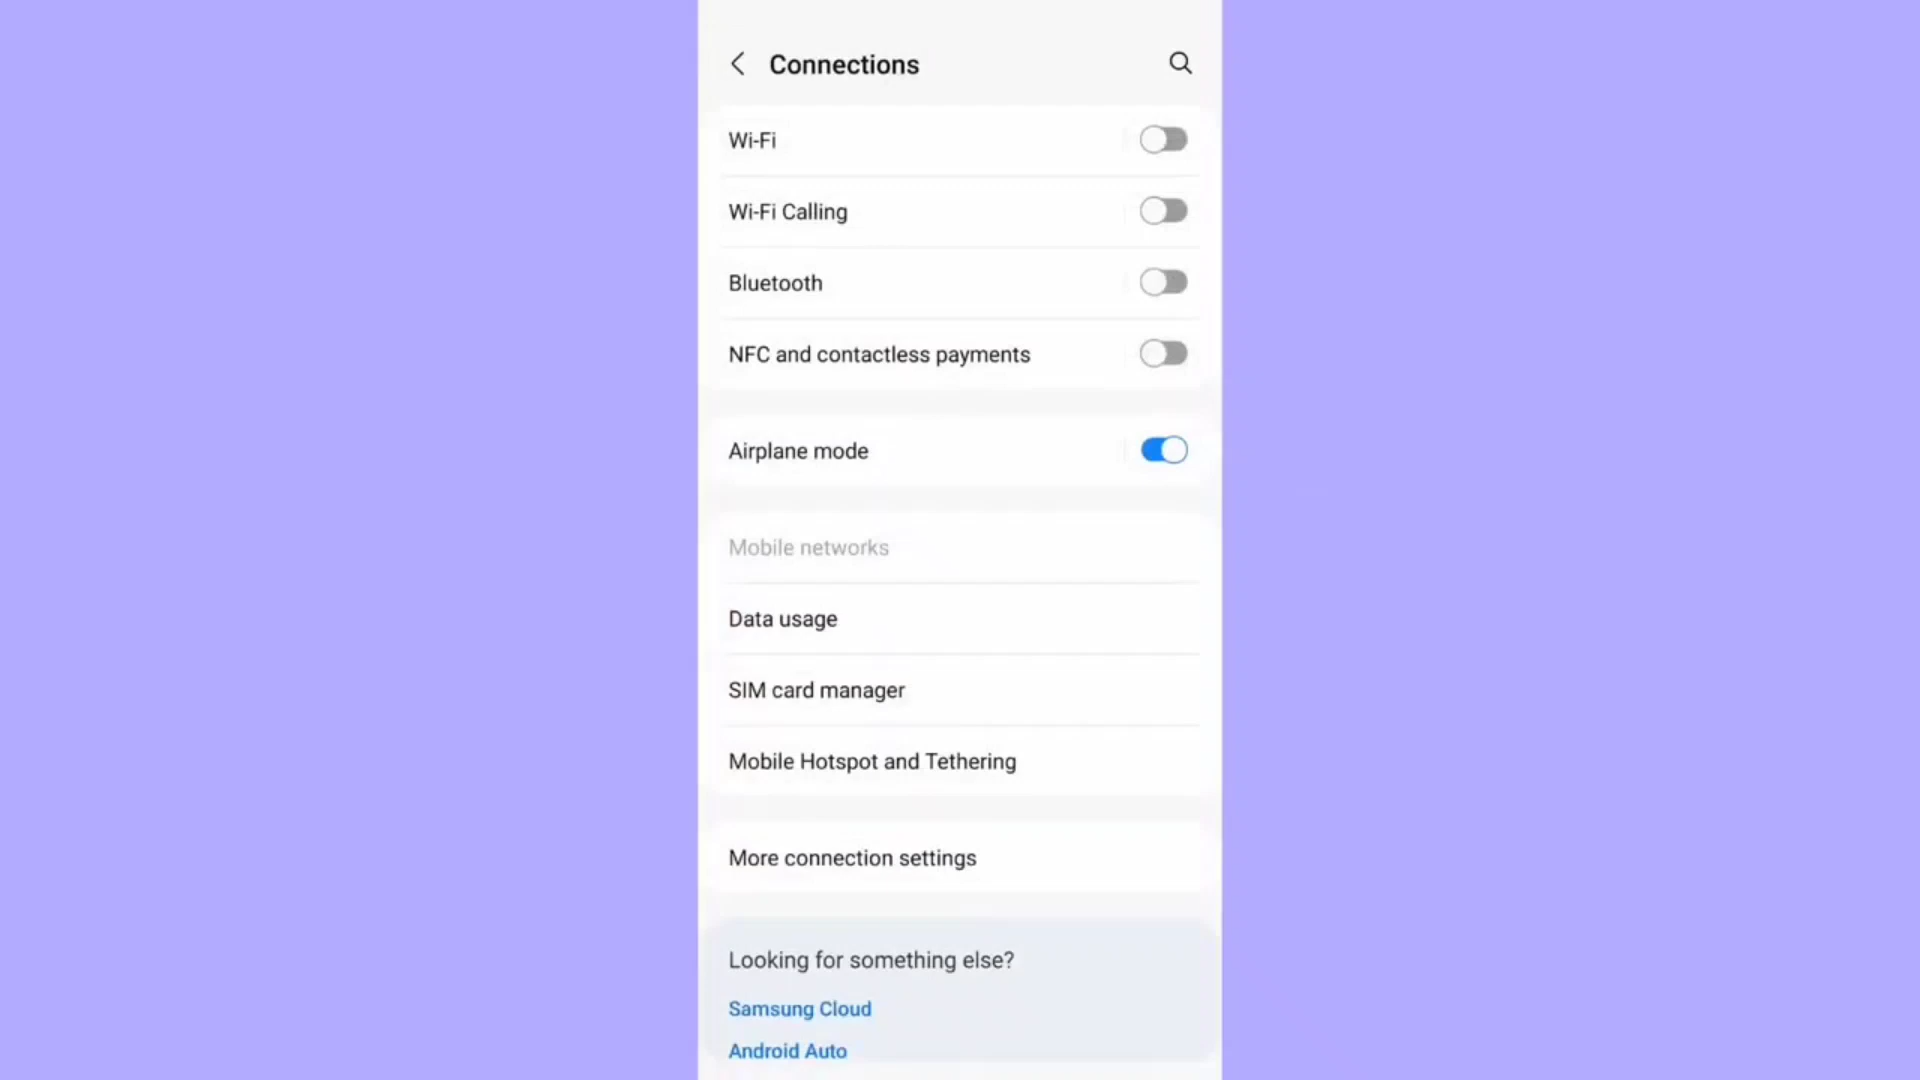 Connections
Wi-Fi
Wi-Fi Calling
Bluetooth
NFC and contactless payments
Airplane mode
Mobile networks
Data usage
SIM card manager
Mobile Hotspot and Tethering
More connection settings
Looking for something else?
Samsung Cloud
Android Auto